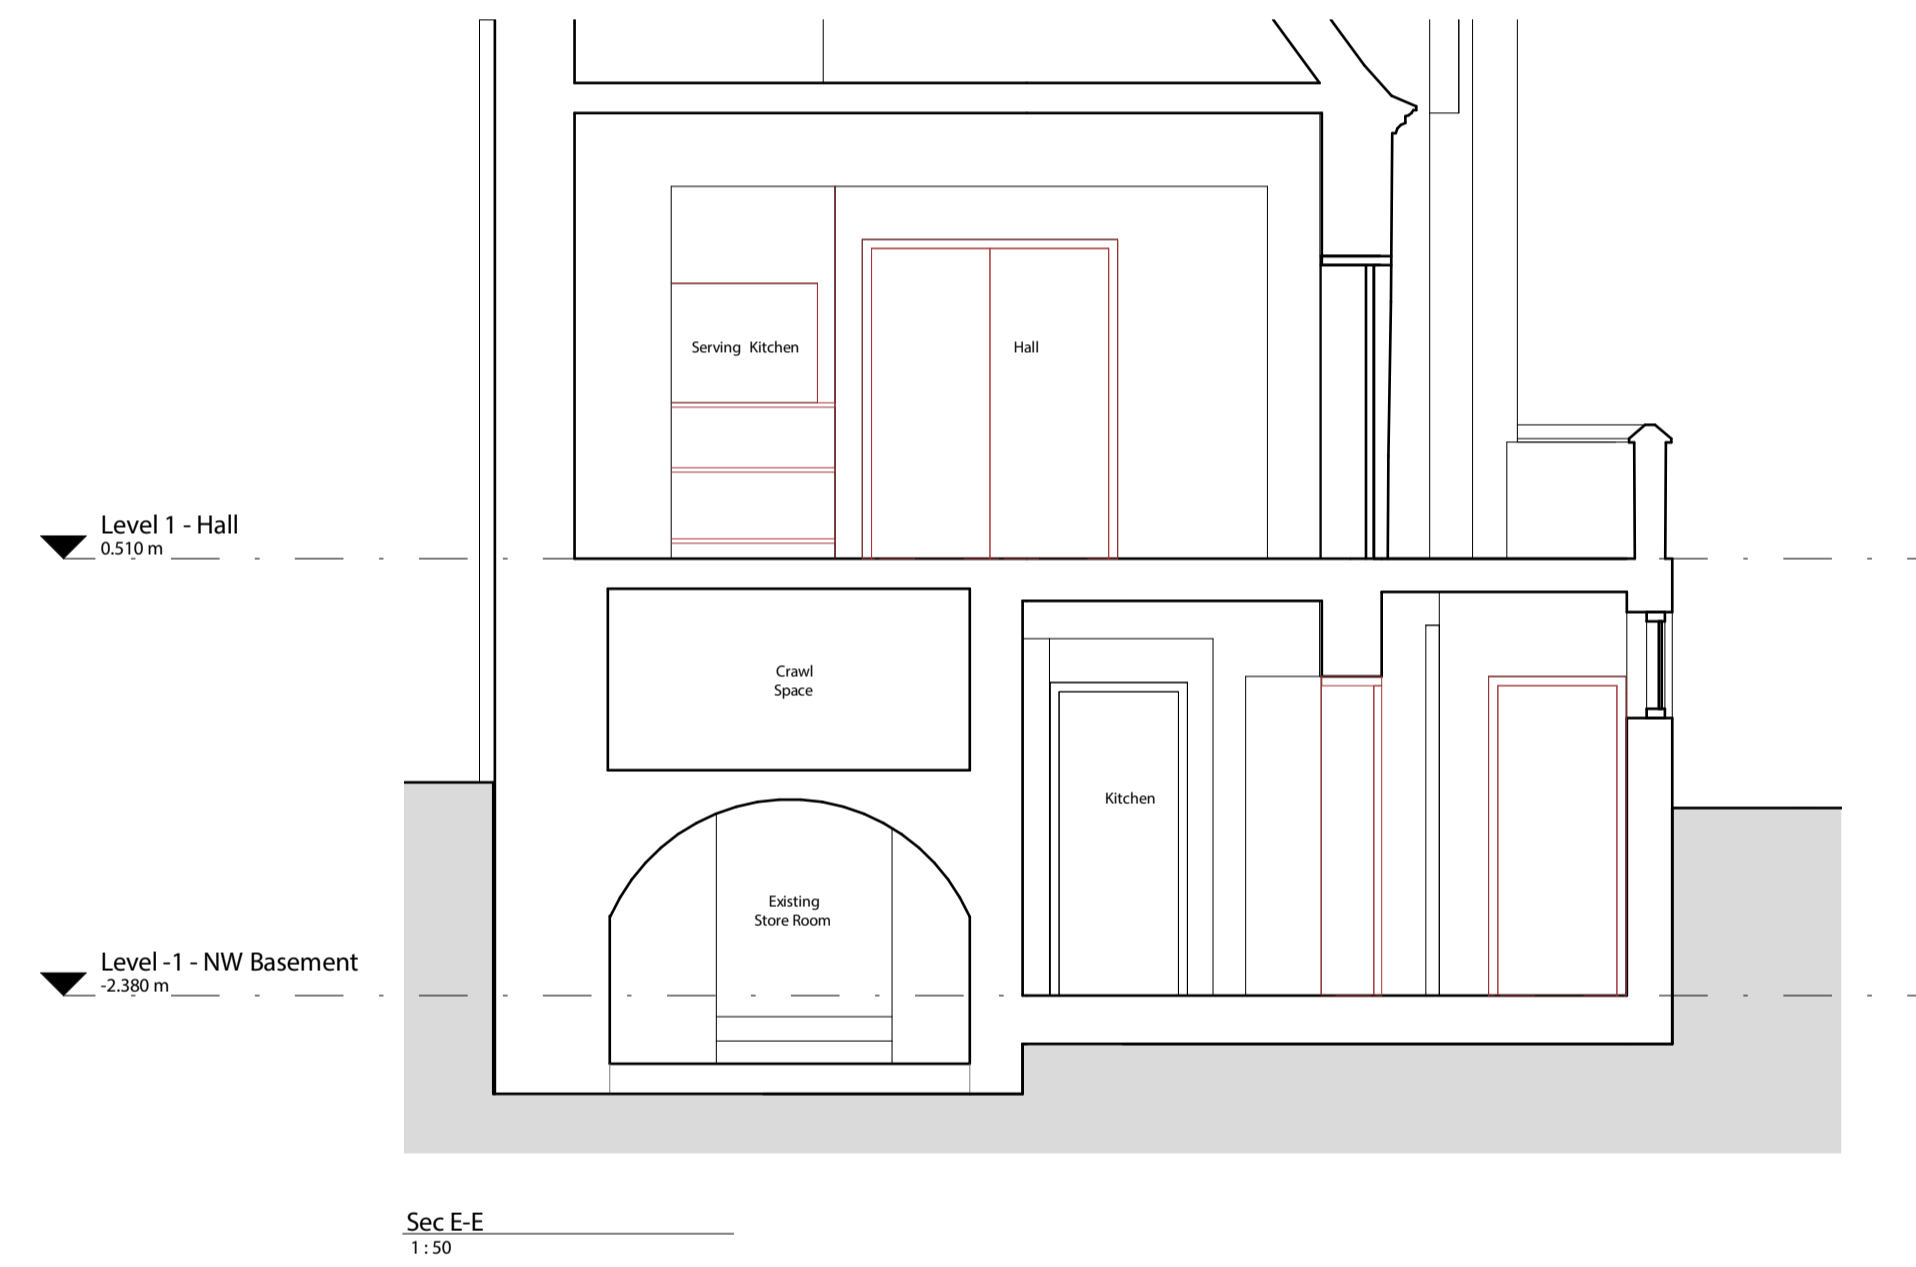 Serving Kitchen
Hall
Level 1 - Hall
0.510 m
Crawl
Space
Kitchen
Existing
Store Room
Level -1 - NW Basement
-2.380 m
Sec E-E
1 : 50